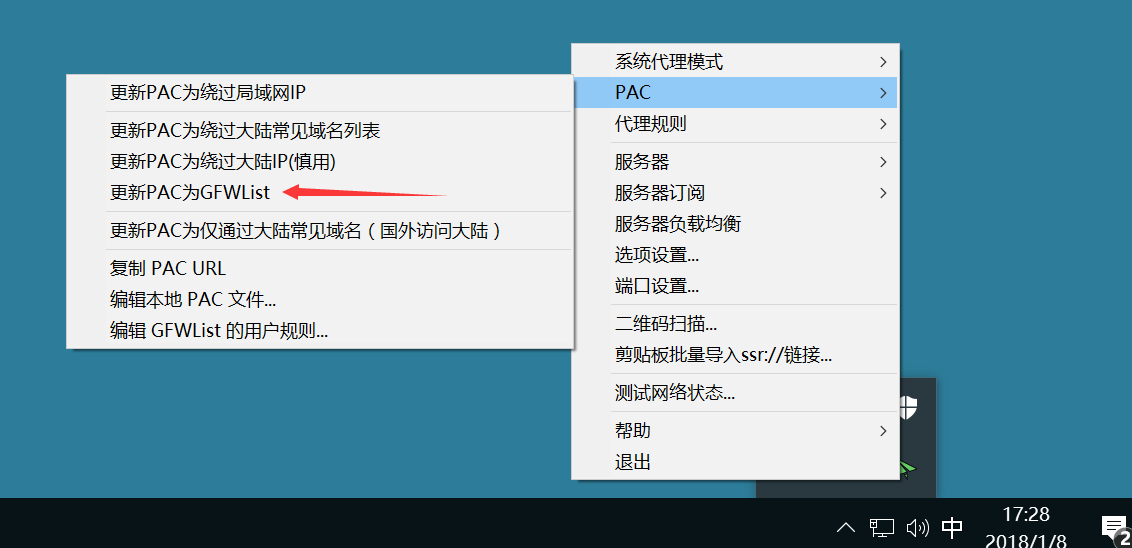 更新PAC为绕过局域网IP
更新PAC为绕过大陆常见域名列表
更新PAC为绕过大陆IP(慎用)
更新PAC为GFWList
更新PAC为仅通过大陆常见域名（国外访问大陆）
复制 PAC URL
编辑本地 PAC 文件...
编辑 GFWList 的用户规则...
系统代理模式
PAC
代理规则
服务器
服务器订阅
服务器负载均衡
选项设置...
端口设置...
二维码扫描...
剪贴板批量导入ssr://链接...
测试网络状态...
帮助
退出
中
17:28
2018/1/8
2